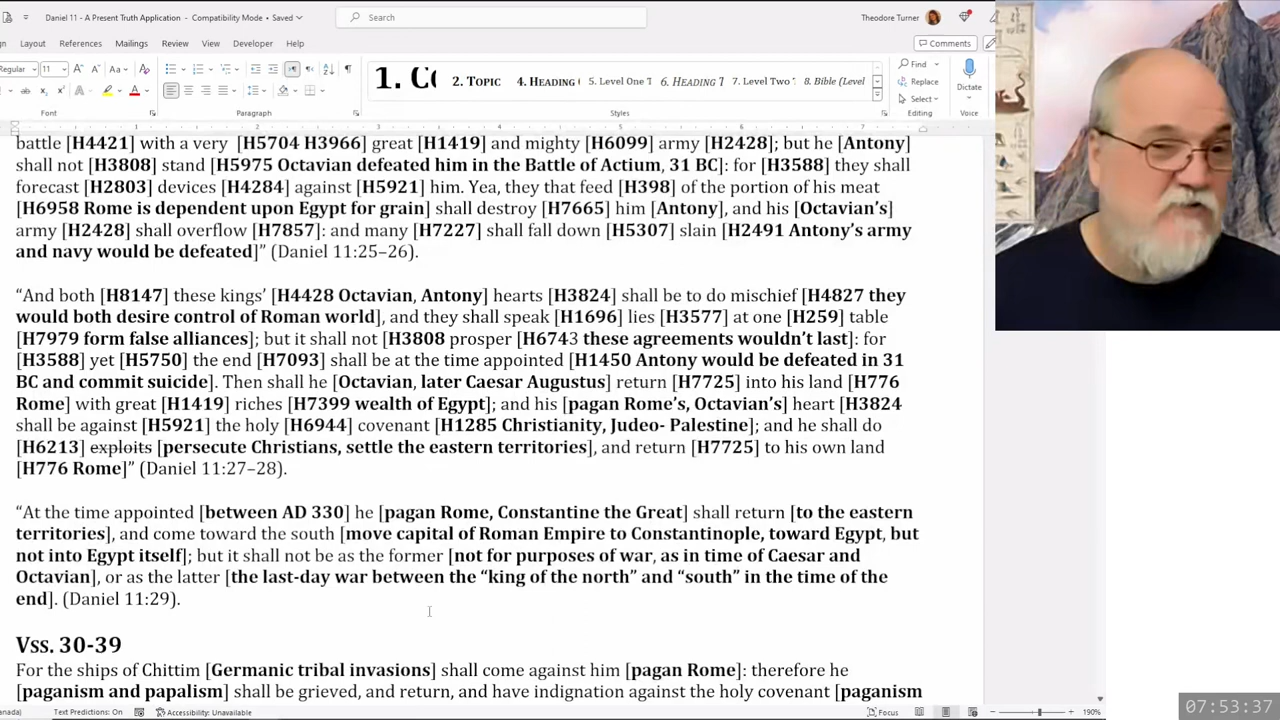 Daniel 11 - A Present Truth Application - Compatibility Mode • Saved
Search
Theodore Turner
Layout References Mailings Review View Developer Help
Comments
Regular 11 Aa
1. Co 2. TOPIC 4. HEADING 5. Level One T 6. HEADING T 7. Level Two 8. Bible (Level
Find
Replace
Select
Dictate
Font Paragraph Styles Editing Voice
2 3 4 5 6 7
battle [H4421] with a very [H5704 H3966] great [H1419] and mighty [H6099] army [H2428]; but he [Antony]
shall not [H3808] stand [H5975 Octavian defeated him in the Battle of Actium, 31 BC]: for [H3588] they shall
forecast [H2803] devices [H4284] against [H5921] him. Yea, they that feed [H398] of the portion of his meat
[H6958 Rome is dependent upon Egypt for grain] shall destroy [H7665] him [Antony], and his [Octavian’s]
army [H2428] shall overflow [H7857]: and many [H7227] shall fall down [H5307] slain [H2491 Antony’s army
and navy would be defeated]” (Daniel 11:25–26).
“And both [H8147] these kings’ [H4428 Octavian, Antony] hearts [H3824] shall be to do mischief [H4827 they
would both desire control of Roman world], and they shall speak [H1696] lies [H3577] at one [H259] table
[H7979 form false alliances]; but it shall not [H3808 prosper [H6743 these agreements wouldn’t last]: for
[H3588] yet [H5750] the end [H7093] shall be at the time appointed [H1450 Antony would be defeated in 31
BC and commit suicide]. Then shall he [Octavian, later Caesar Augustus] return [H7725] into his land [H776
Rome] with great [H1419] riches [H7399 wealth of Egypt]; and his [pagan Rome’s, Octavian’s] heart [H3824
shall be against [H5921] the holy [H6944] covenant [H1285 Christianity, Judeo- Palestine]; and he shall do
[H6213] exploits [persecute Christians, settle the eastern territories], and return [H7725] to his own land
[H776 Rome]” (Daniel 11:27–28).
“At the time appointed [between AD 330] he [pagan Rome, Constantine the Great] shall return [to the eastern
territories], and come toward the south [move capital of Roman Empire to Constantinople, toward Egypt, but
not into Egypt itself]; but it shall not be as the former [not for purposes of war, as in time of Caesar and
Octavian], or as the latter [the last-day war between the “king of the north” and “south” in the time of the
end]. (Daniel 11:29).
Vss. 30-39
For the ships of Chittim [Germanic tribal invasions] shall come against him [pagan Rome]: therefore he
[paganism and papalism] shall be grieved, and return, and have indignation against the holy covenant [paganism
anada) Text Predictions: On Accessibility: Unavailable
Focus
190%
07:53:37